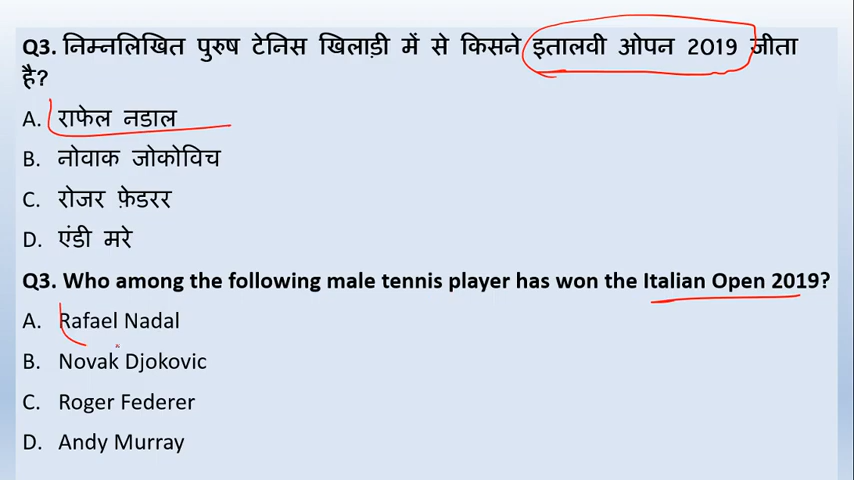 Q3. निम्नलिखित पुरुष टेनिस खिलाड़ी में से किसने इतालवी ओपन 2019 जीता
है?
A. राफेल नडाल
B. नोवाक जोकोविच
C. रोजर फ़ेडरर
D. एंडी मरे
Q3. Who among the following male tennis player has won the Italian Open 2019?
A. Rafael Nadal
B. Novak Djokovic
C. Roger Federer
D. Andy Murray